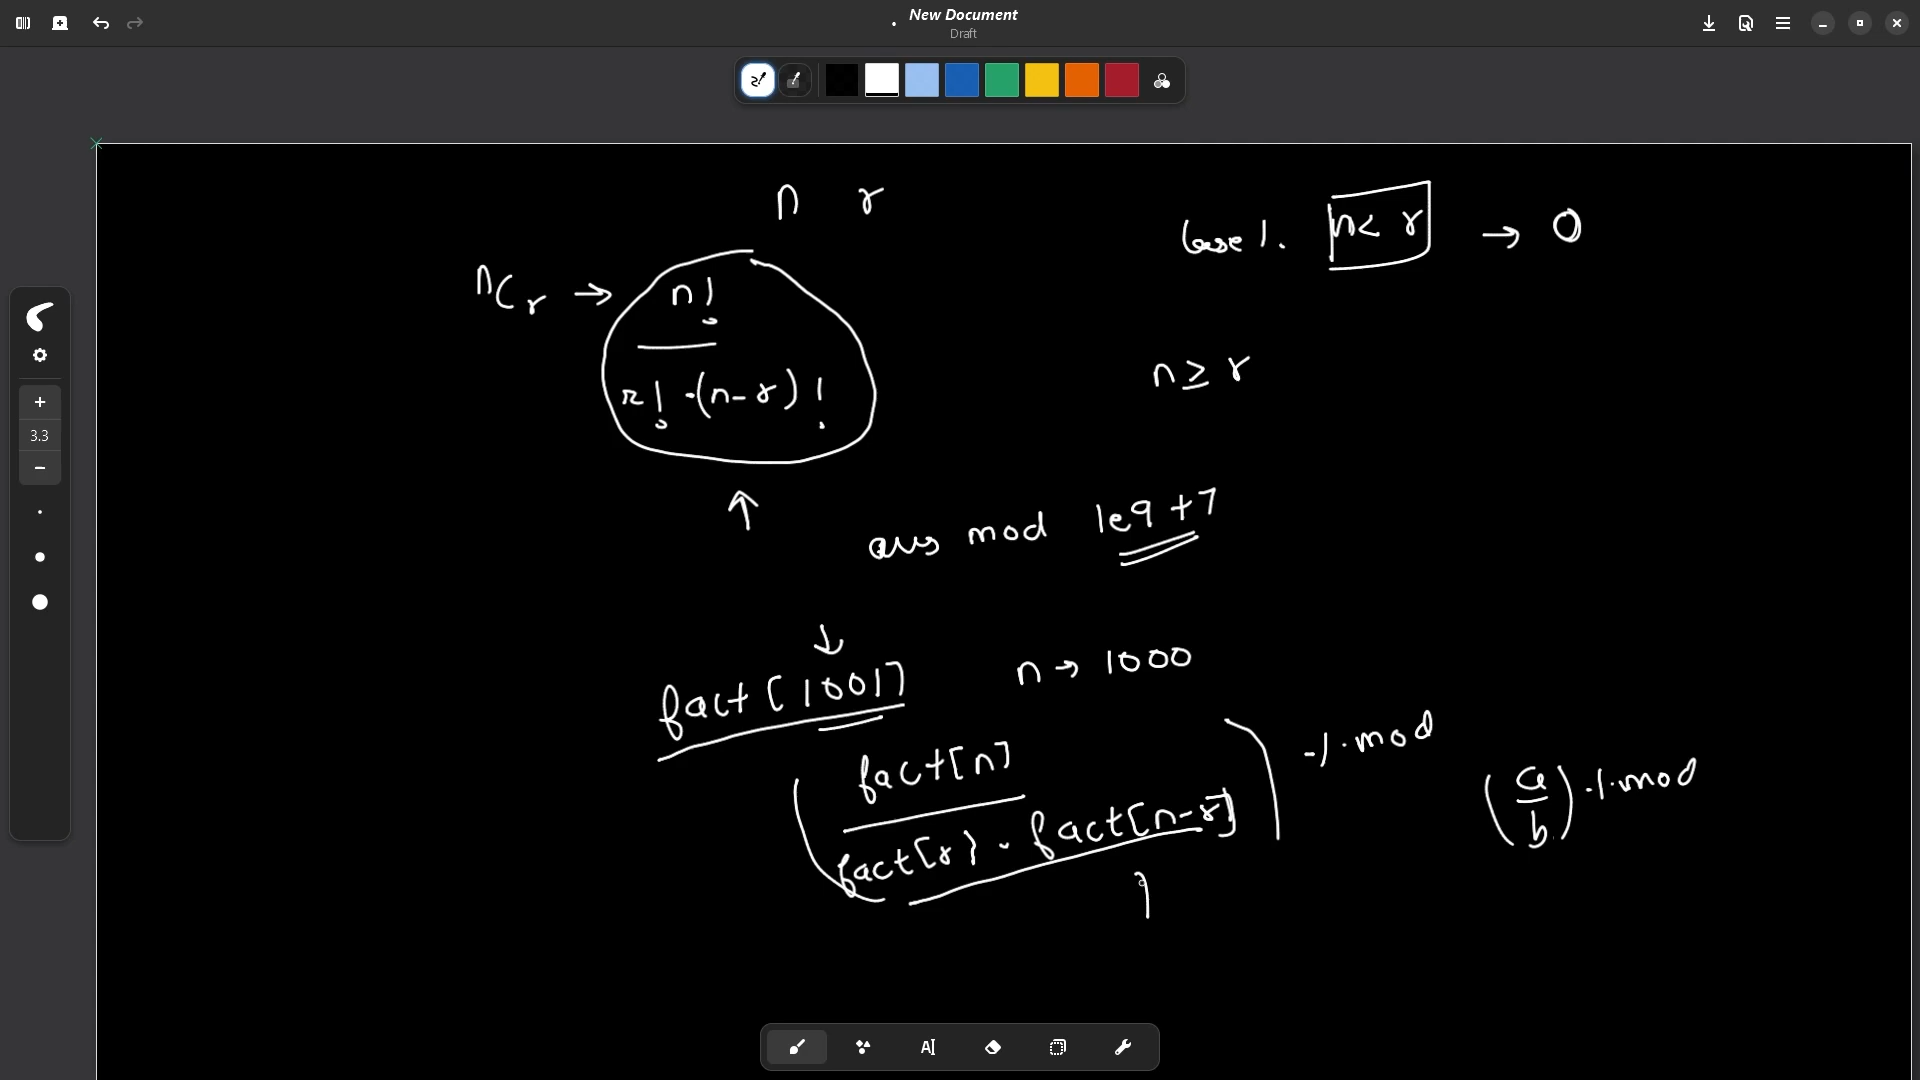 New Document
Draft
n r
case 1. n < r → 0
nCr → n!
r! · (n - r)!
n ≥ r
ans mod 1e9 + 7
3.3
fact[1001] n → 1000
(fact[n]
fact[r] · fact[n-r]) % mod
(a
b) % mod
AI